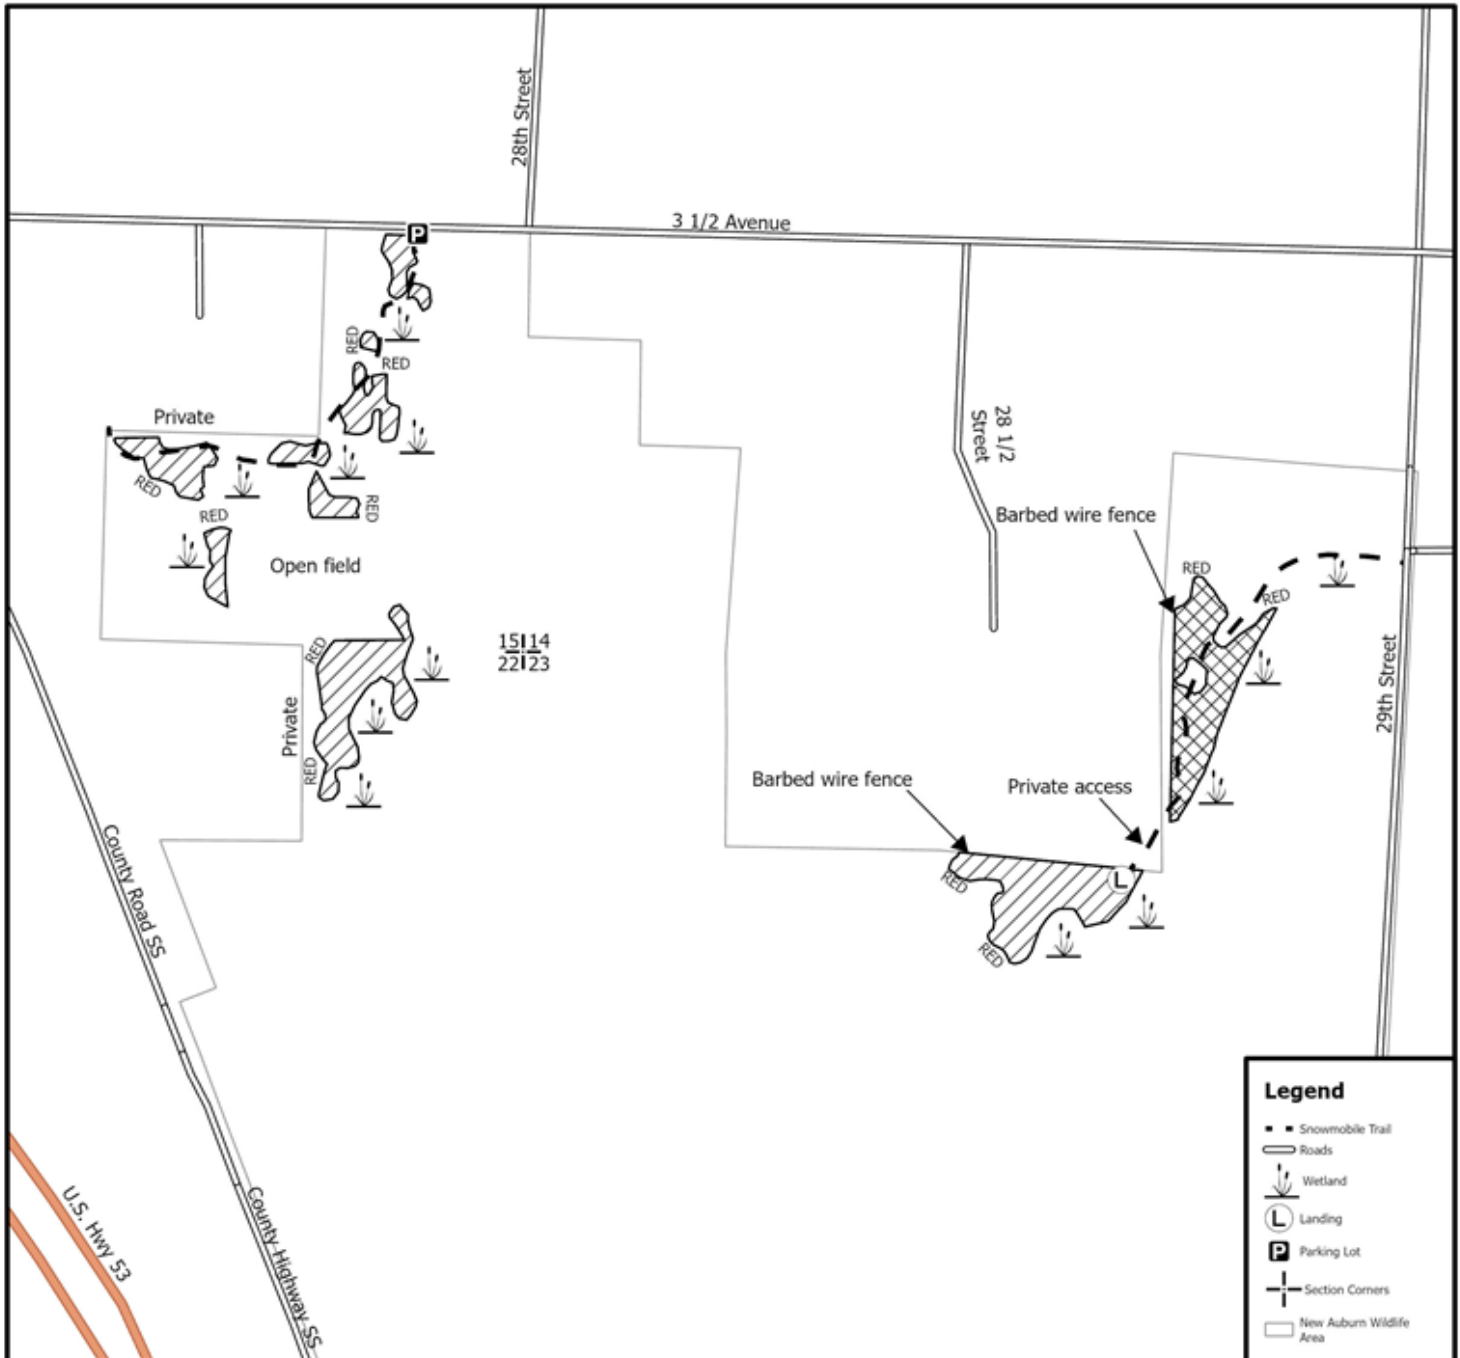 28th Street
3 1/2 Avenue
P
RED
RED
Private
28 1/2
Street
RED
RED
RED
Open field
Barbed wire fence
RED
RED
15 14
22 23
RED
Private
RED
29th Street
Barbed wire fence
Private access
L
RED
RED
County Road SS
U.S. Hwy 53
County Highway SS
Legend
Snowmobile Trail
Roads
Wetland
L Landing
P Parking Lot
Section Corners
New Auburn Wildlife
Area